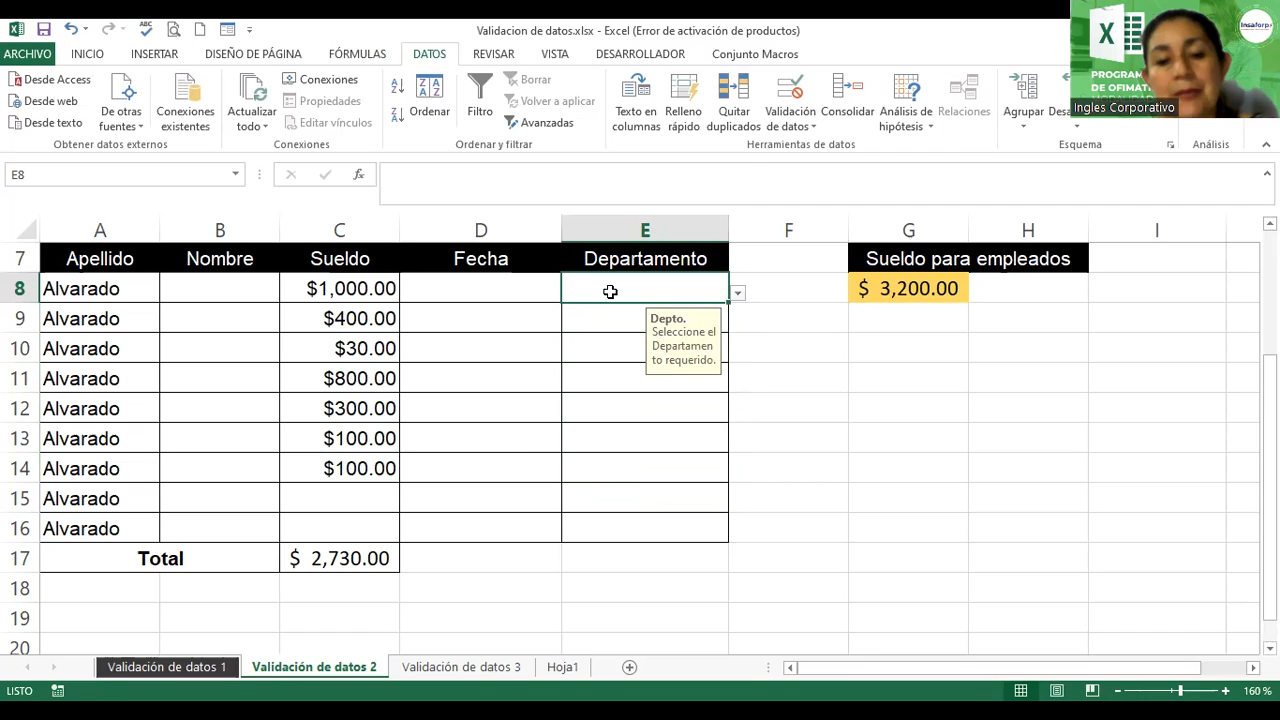 Validacion de datos.xlsx - Excel (Error de activación de productos)
ARCHIVO INICIO INSERTAR DISEÑO DE PÁGINA FÓRMULAS DATOS REVISAR VISTA DESARROLLADOR Conjunto Macros
Desde Access
Desde web
Desde texto
De otras fuentes
Conexiones existentes
Actualizar todo
Conexiones
Propiedades
Editar vínculos
Ordenar
Filtro
Borrar
Volver a aplicar
Avanzadas
Texto en columnas
Relleno rápido
Quitar duplicados
Validación de datos
Consolidar
Análisis de hipótesis
Relaciones
Agrupar
Obtener datos externos Conexiones Ordenar y filtrar Herramientas de datos Esquema Análisis
PROGRAM
DE OFIMÁT
Ingles Corporativo
Insaforp
E8
A B C D E F G H I
7 Apellido Nombre Sueldo Fecha Departamento Sueldo para empleados
8 Alvarado $1,000.00 $ 3,200.00
9 Alvarado $400.00
10 Alvarado $30.00
11 Alvarado $800.00
12 Alvarado $300.00
13 Alvarado $100.00
14 Alvarado $100.00
15 Alvarado
16 Alvarado
17 Total $ 2,730.00
18
19
20
Depto.
Seleccione el
Departamen
to requerido.
Validación de datos 1 Validación de datos 2 Validación de datos 3 Hoja1
LISTO 160 %